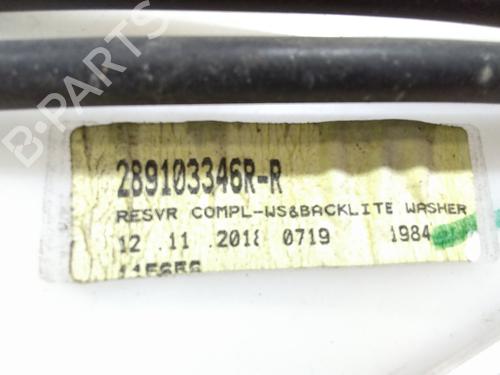 289103346R-R
RESVR COMPL-WS&BACKLITE WASHER
12 11 2018 0719 1984
B-PARTS